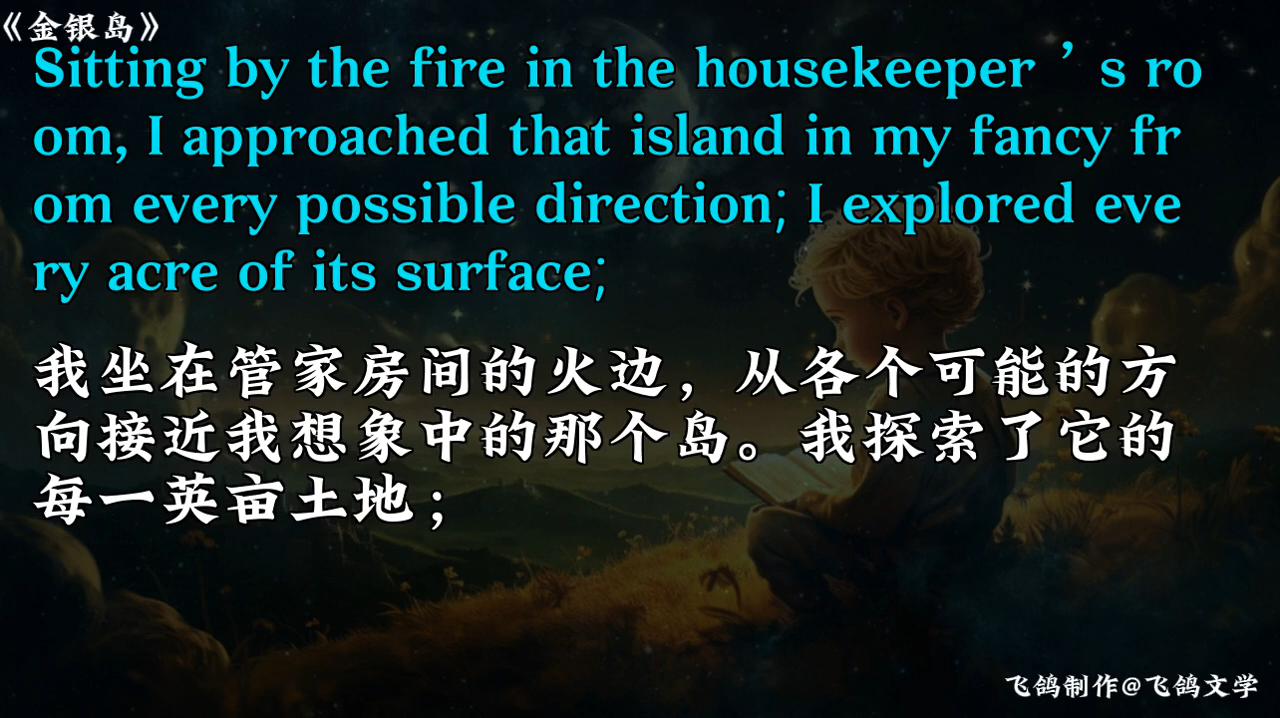 《金银岛》
Sitting by the fire in the housekeeper ’ s ro
om, I approached that island in my fancy fr
om every possible direction; I explored eve
ry acre of its surface;
我坐在管家房间的火边，从各个可能的方
向接近我想象中的那个岛。我探索了它的
每一英亩土地；
飞鸽制作@飞鸽文学